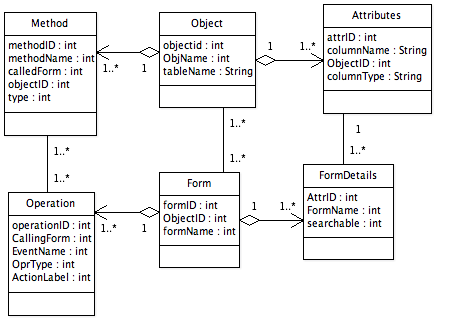 Method
methodID : int
methodName : int
calledForm : int
objectID : int
type : int
1..*
1
Object
objectid : int
ObjName : int
tableName : String
1
1..*
Attributes
attrID : int
columnName : String
ObjectID : int
columnType : String
1..*
1..*
1..*
1..*
1
1..*
Operation
operationID : int
CallingForm : int
EventName : int
OprType : int
ActionLabel : int
1..*
1
Form
formID : int
ObjectID : int
formName : int
1
1..*
FormDetails
AttrID : int
FormName : int
searchable : int